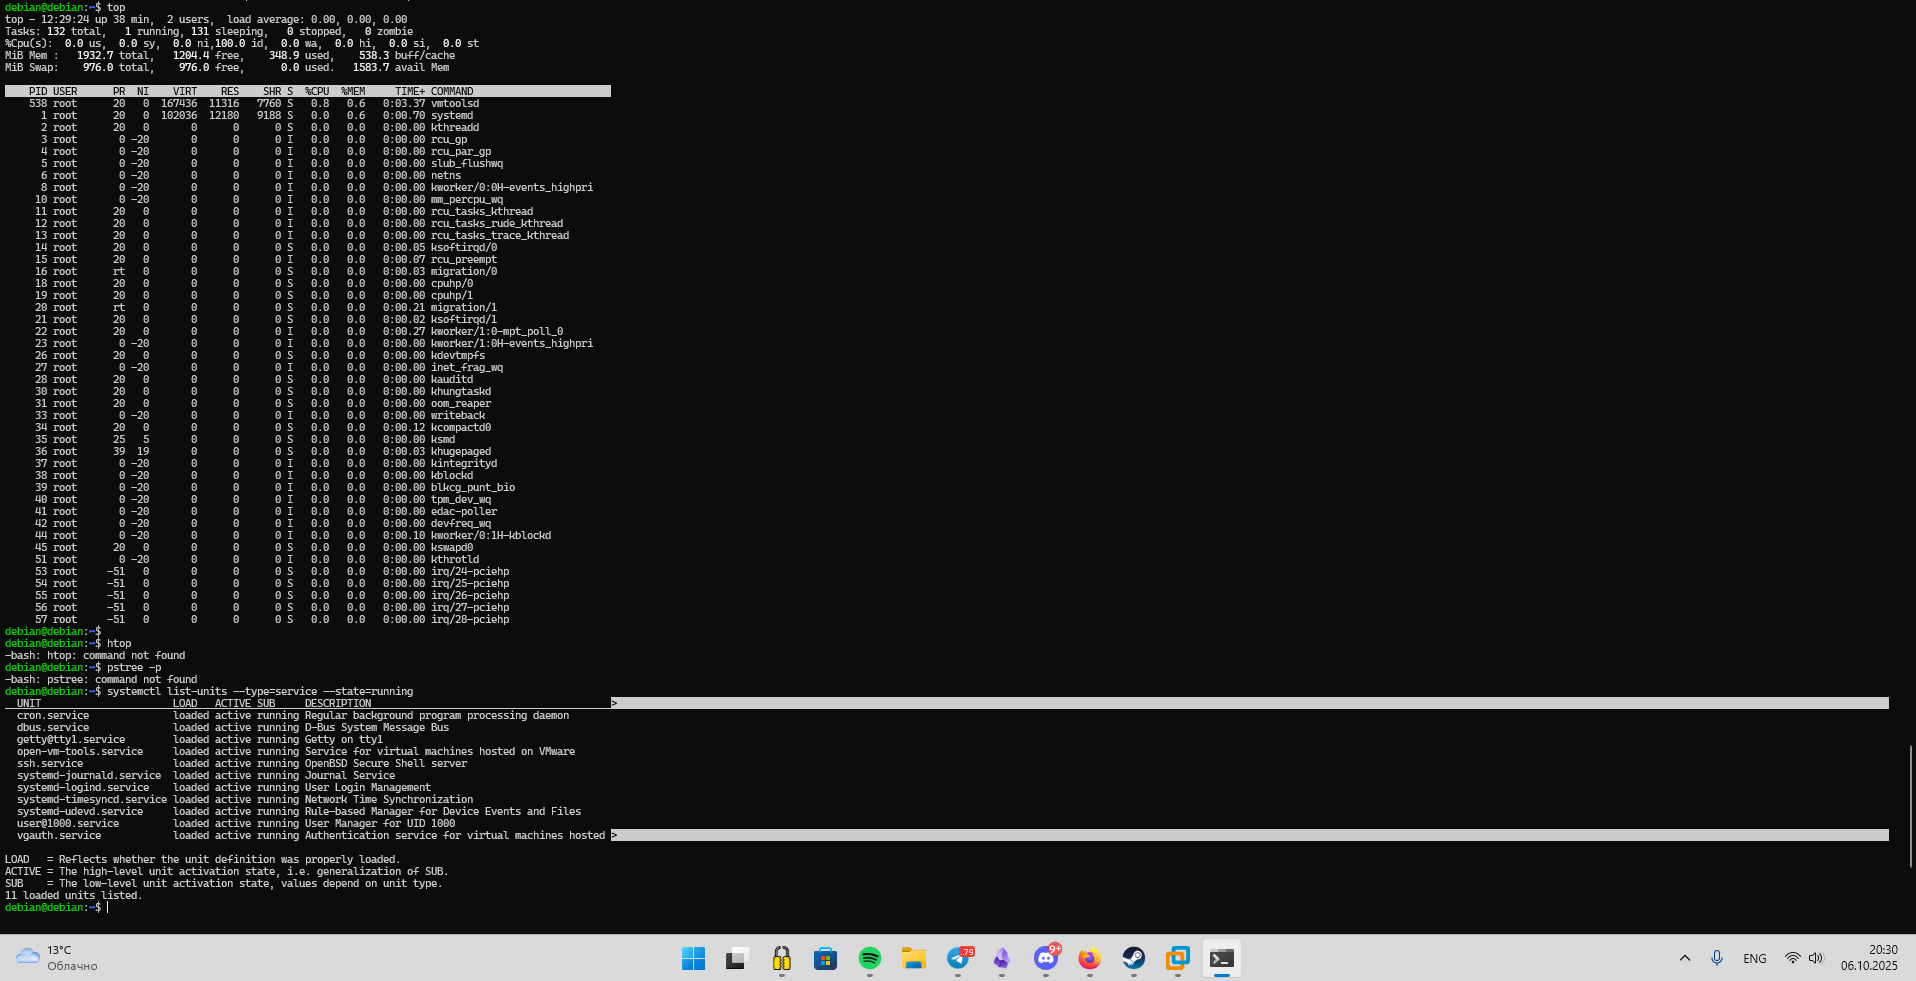 debian@debian:~$ top
top - 12:29:24 up 38 min,  2 users,  load average: 0.00, 0.00, 0.00
Tasks: 132 total,   1 running, 131 sleeping,   0 stopped,   0 zombie
%Cpu(s):  0.0 us,  0.0 sy,  0.0 ni,100.0 id,  0.0 wa,  0.0 hi,  0.0 si,  0.0 st
MiB Mem :   1932.7 total,   1204.4 free,    348.9 used,    538.3 buff/cache
MiB Swap:    976.0 total,    976.0 free,      0.0 used.   1583.7 avail Mem
PID USER      PR  NI    VIRT    RES    SHR S  %CPU  %MEM     TIME+ COMMAND
538 root      20   0  167436  11316   7760 S   0.8   0.6   0:03.37 vmtoolsd
1 root      20   0  102036  12180   9188 S   0.0   0.6   0:00.70 systemd
2 root      20   0       0      0      0 S   0.0   0.0   0:00.00 kthreadd
3 root       0 -20       0      0      0 I   0.0   0.0   0:00.00 rcu_gp
4 root       0 -20       0      0      0 I   0.0   0.0   0:00.00 rcu_par_gp
5 root       0 -20       0      0      0 I   0.0   0.0   0:00.00 slub_flushwq
6 root       0 -20       0      0      0 I   0.0   0.0   0:00.00 netns
8 root       0 -20       0      0      0 I   0.0   0.0   0:00.00 kworker/0:0H-events_highpri
10 root       0 -20       0      0      0 I   0.0   0.0   0:00.00 mm_percpu_wq
11 root      20   0       0      0      0 I   0.0   0.0   0:00.00 rcu_tasks_kthread
12 root      20   0       0      0      0 I   0.0   0.0   0:00.00 rcu_tasks_rude_kthread
13 root      20   0       0      0      0 I   0.0   0.0   0:00.00 rcu_tasks_trace_kthread
14 root      20   0       0      0      0 S   0.0   0.0   0:00.05 ksoftirqd/0
15 root      20   0       0      0      0 I   0.0   0.0   0:00.07 rcu_preempt
16 root      rt   0       0      0      0 S   0.0   0.0   0:00.03 migration/0
18 root      20   0       0      0      0 S   0.0   0.0   0:00.00 cpuhp/0
19 root      20   0       0      0      0 S   0.0   0.0   0:00.00 cpuhp/1
20 root      rt   0       0      0      0 S   0.0   0.0   0:00.21 migration/1
21 root      20   0       0      0      0 S   0.0   0.0   0:00.02 ksoftirqd/1
22 root      20   0       0      0      0 I   0.0   0.0   0:00.27 kworker/1:0-mpt_poll_0
23 root       0 -20       0      0      0 I   0.0   0.0   0:00.00 kworker/1:0H-events_highpri
26 root      20   0       0      0      0 S   0.0   0.0   0:00.00 kdevtmpfs
27 root       0 -20       0      0      0 I   0.0   0.0   0:00.00 inet_frag_wq
28 root      20   0       0      0      0 S   0.0   0.0   0:00.00 kauditd
30 root      20   0       0      0      0 S   0.0   0.0   0:00.00 khungtaskd
31 root      20   0       0      0      0 S   0.0   0.0   0:00.00 oom_reaper
33 root       0 -20       0      0      0 I   0.0   0.0   0:00.00 writeback
34 root      20   0       0      0      0 S   0.0   0.0   0:00.12 kcompactd0
35 root      25   5       0      0      0 S   0.0   0.0   0:00.00 ksmd
36 root      39  19       0      0      0 S   0.0   0.0   0:00.03 khugepaged
37 root       0 -20       0      0      0 I   0.0   0.0   0:00.00 kintegrityd
38 root       0 -20       0      0      0 I   0.0   0.0   0:00.00 kblockd
39 root       0 -20       0      0      0 I   0.0   0.0   0:00.00 blkcg_punt_bio
40 root       0 -20       0      0      0 I   0.0   0.0   0:00.00 tpm_dev_wq
41 root       0 -20       0      0      0 I   0.0   0.0   0:00.00 edac-poller
42 root       0 -20       0      0      0 I   0.0   0.0   0:00.00 devfreq_wq
44 root       0 -20       0      0      0 I   0.0   0.0   0:00.10 kworker/0:1H-kblockd
45 root      20   0       0      0      0 S   0.0   0.0   0:00.00 kswapd0
51 root       0 -20       0      0      0 I   0.0   0.0   0:00.00 kthrotld
53 root     -51   0       0      0      0 S   0.0   0.0   0:00.00 irq/24-pciehp
54 root     -51   0       0      0      0 S   0.0   0.0   0:00.00 irq/25-pciehp
55 root     -51   0       0      0      0 S   0.0   0.0   0:00.00 irq/26-pciehp
56 root     -51   0       0      0      0 S   0.0   0.0   0:00.00 irq/27-pciehp
57 root     -51   0       0      0      0 S   0.0   0.0   0:00.00 irq/28-pciehp
debian@debian:~$
debian@debian:~$ htop
-bash: htop: command not found
debian@debian:~$ pstree -p
-bash: pstree: command not found
debian@debian:~$ systemctl list-units --type=service --state=running
UNIT                      LOAD   ACTIVE SUB     DESCRIPTION                                        >
cron.service              loaded active running Regular background program processing daemon
dbus.service              loaded active running D-Bus System Message Bus
getty@tty1.service        loaded active running Getty on tty1
open-vm-tools.service     loaded active running Service for virtual machines hosted on VMware
ssh.service               loaded active running OpenBSD Secure Shell server
systemd-journald.service  loaded active running Journal Service
systemd-logind.service    loaded active running User Login Management
systemd-timesyncd.service loaded active running Network Time Synchronization
systemd-udevd.service     loaded active running Rule-based Manager for Device Events and Files
user@1000.service         loaded active running User Manager for UID 1000
vgauth.service            loaded active running Authentication service for virtual machines hosted >
LOAD   = Reflects whether the unit definition was properly loaded.
ACTIVE = The high-level unit activation state, i.e. generalization of SUB.
SUB    = The low-level unit activation state, values depend on unit type.
11 loaded units listed.
debian@debian:~$
13°C
Облачно
79
9+
ENG
20:30
06.10.2025